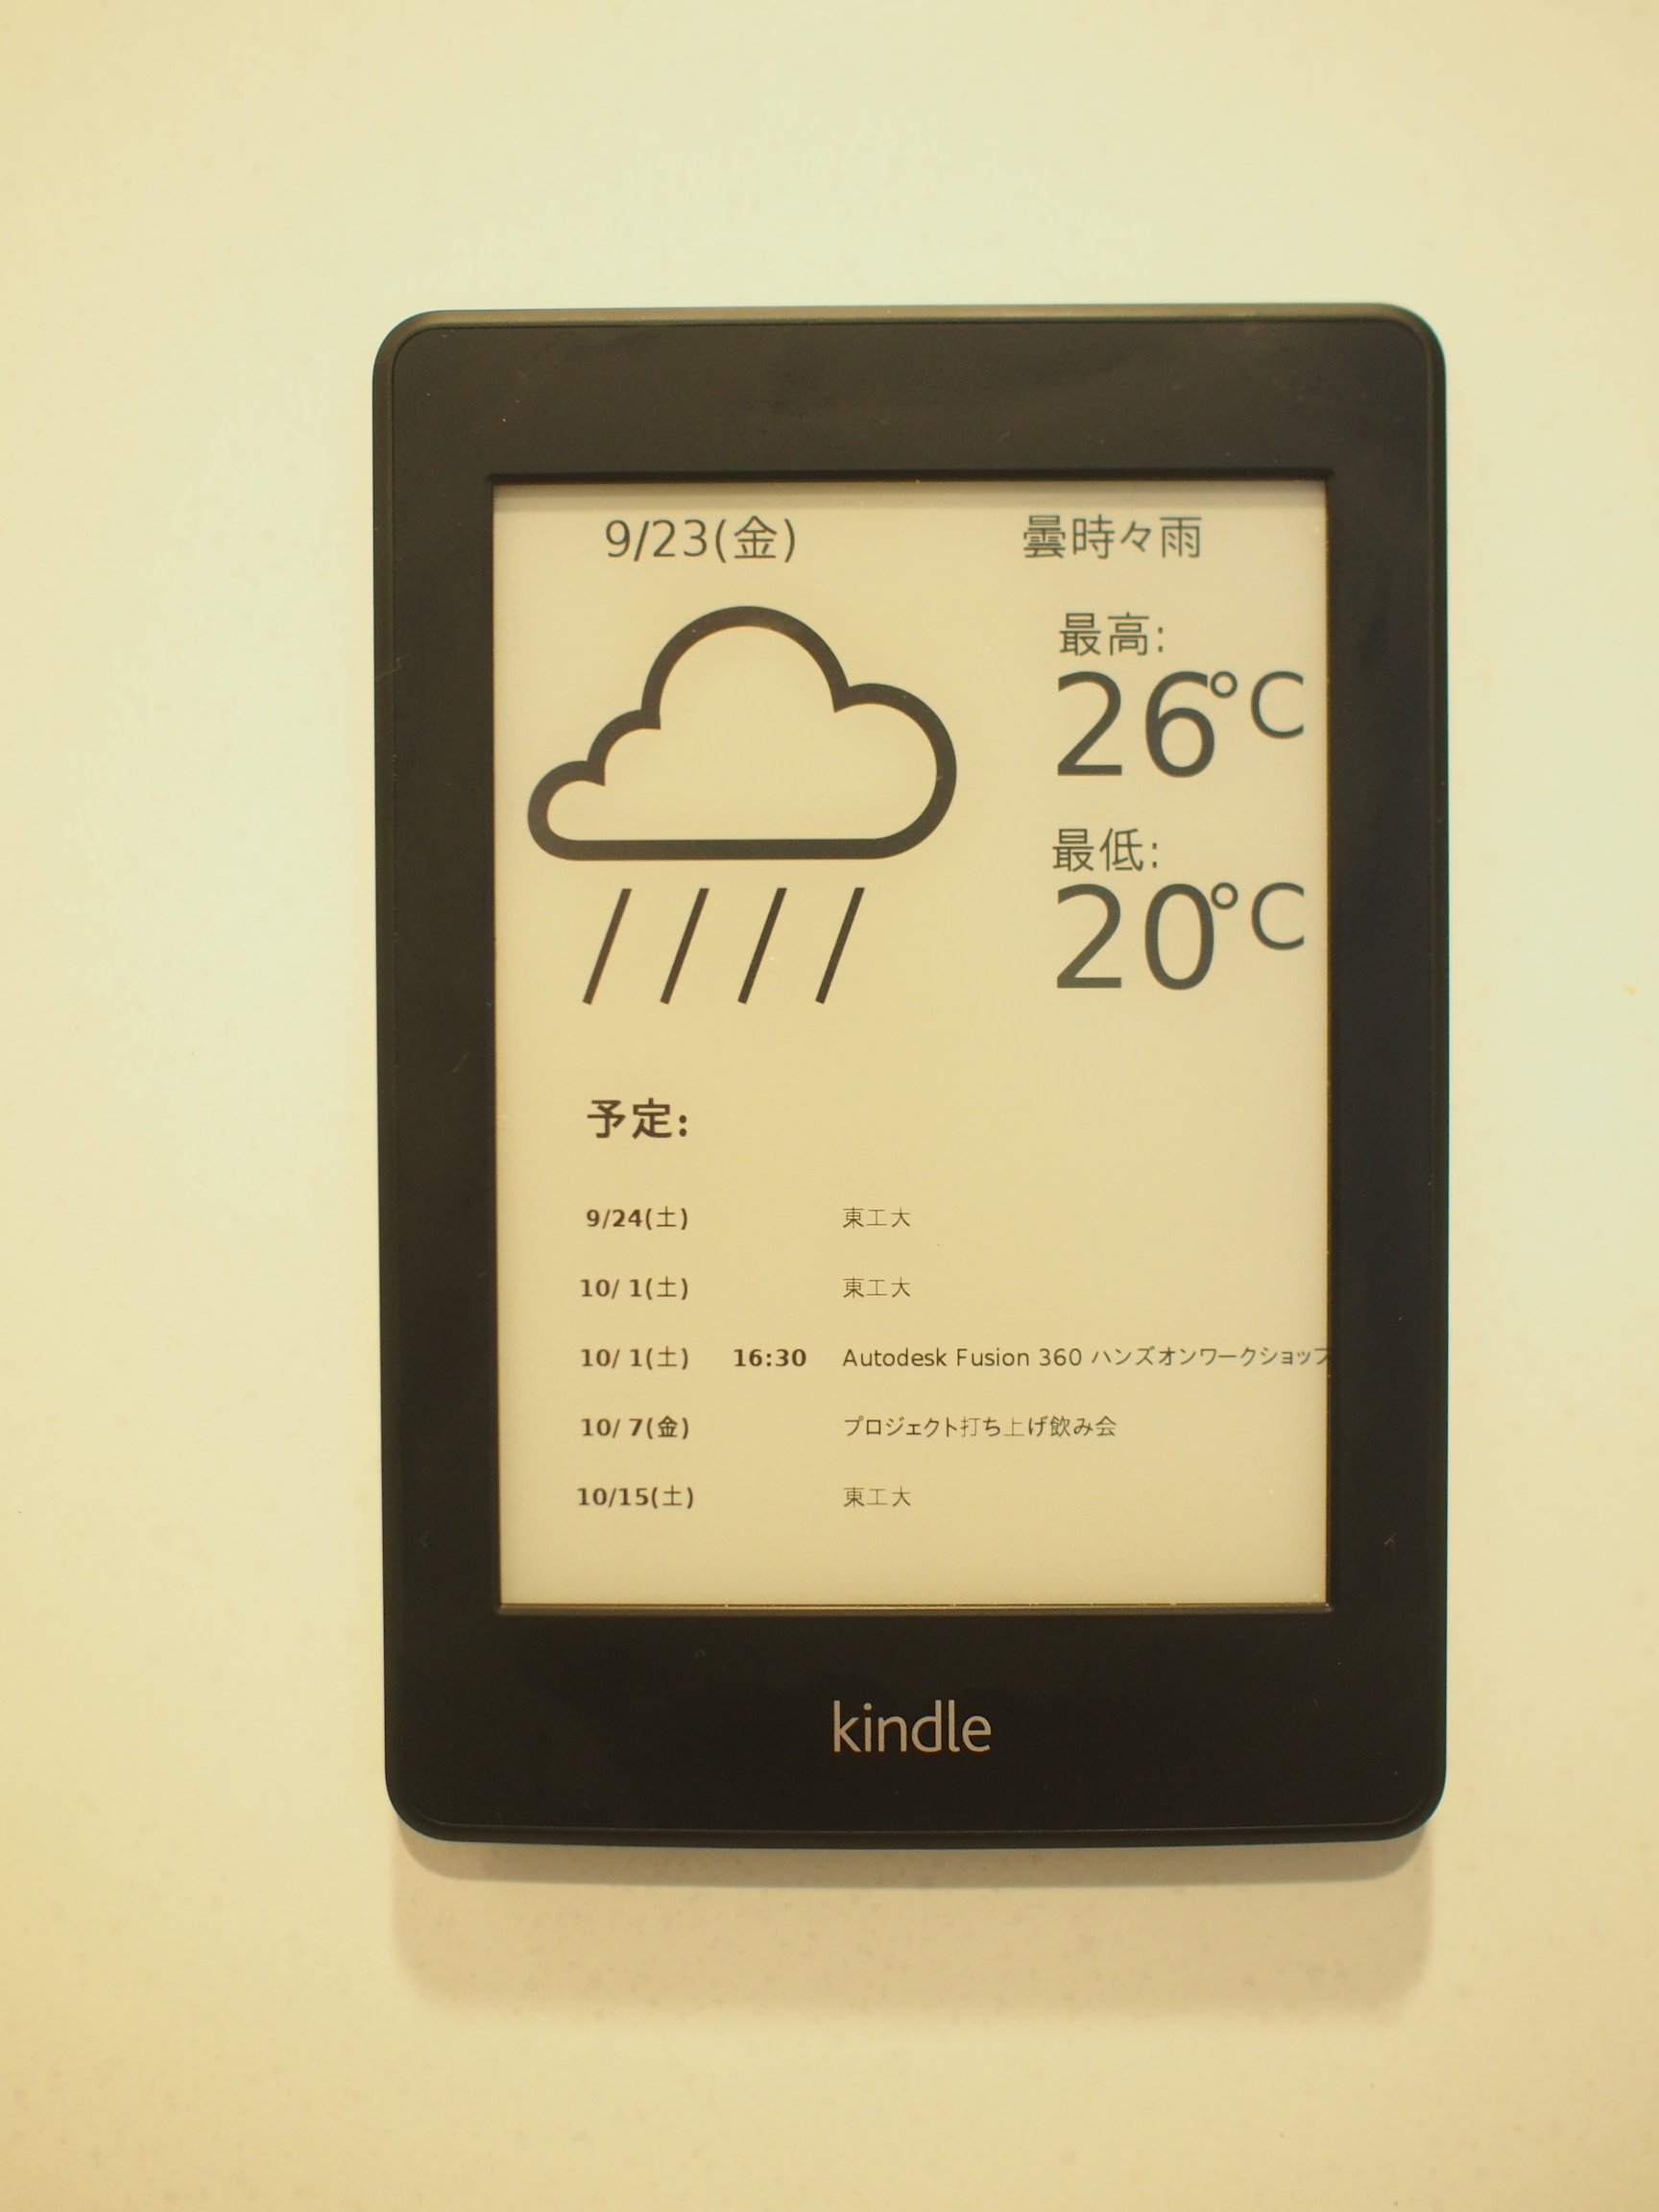 9/23(金) 曇時々雨
最高:
26°C
最低:
20°C
予定:
9/24(土) 東工大
10/ 1(土) 東工大
10/ 1(土) 16:30 Autodesk Fusion 360 ハンズオンワークショップ
10/ 7(金) プロジェクト打ち上げ飲み会
10/15(土) 東工大
kindle